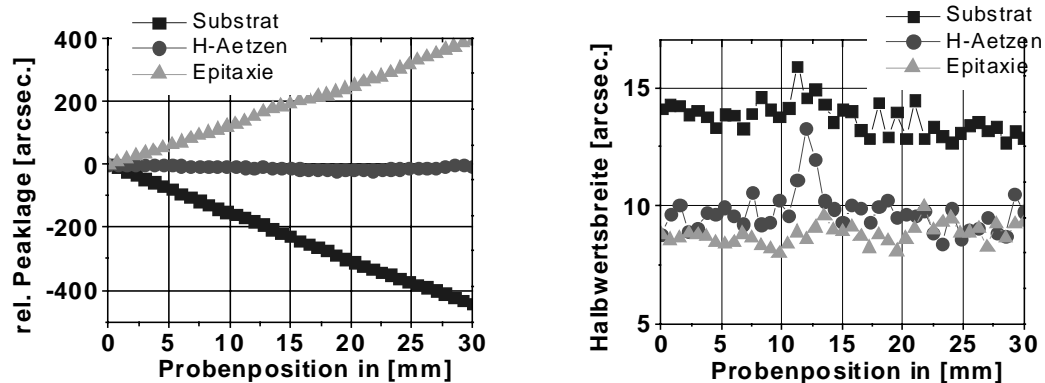 Substrat
H-Aetzen
Epitaxie
400
200
0
-200
-400
rel. Peaklage [arcsec.]
0 5 10 15 20 25 30
Probenposition in [mm]
Substrat
H-Aetzen
Epitaxie
15
10
5
Halbwertsbreite [arcsec.]
0 5 10 15 20 25 30
Probenposition in [mm]